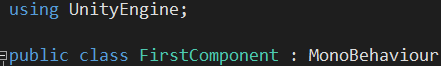 using UnityEngine;
public class FirstComponent : MonoBehaviour